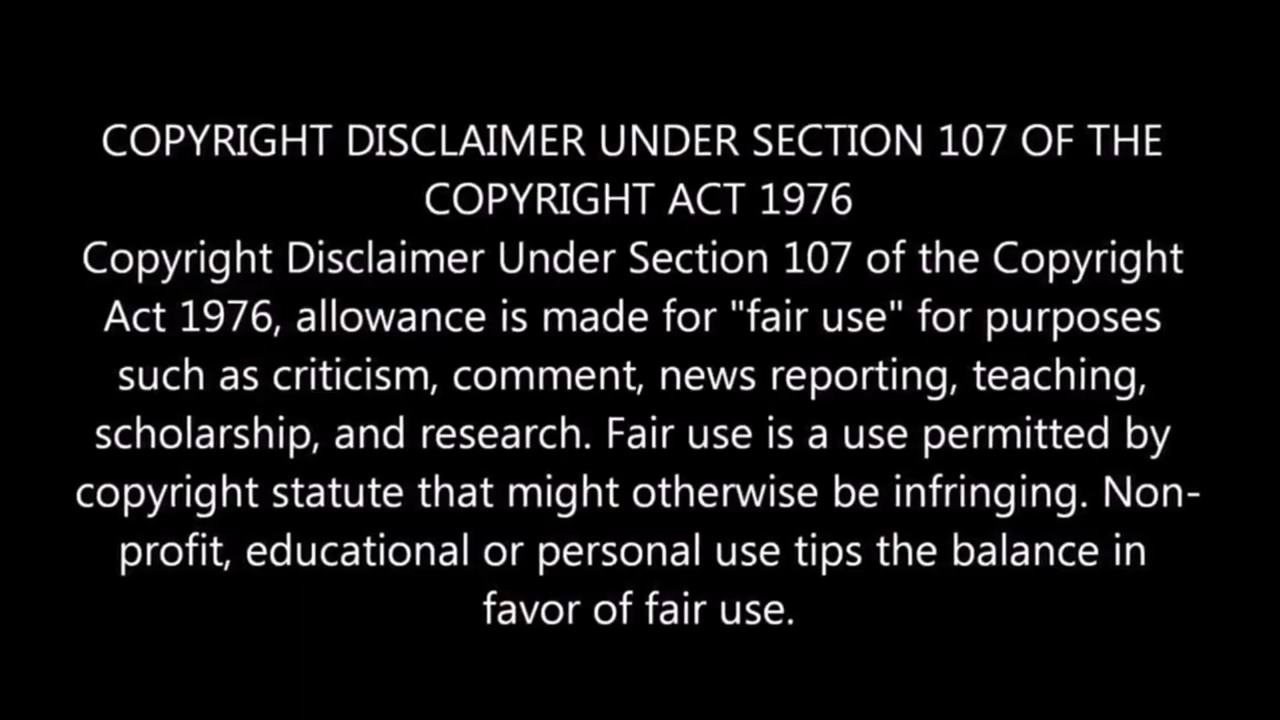 COPYRIGHT DISCLAIMER UNDER SECTION 107 OF THE
COPYRIGHT ACT 1976
Copyright Disclaimer Under Section 107 of the Copyright
Act 1976, allowance is made for "fair use" for purposes
such as criticism, comment, news reporting, teaching,
scholarship, and research. Fair use is a use permitted by
copyright statute that might otherwise be infringing. Non-
profit, educational or personal use tips the balance in
favor of fair use.